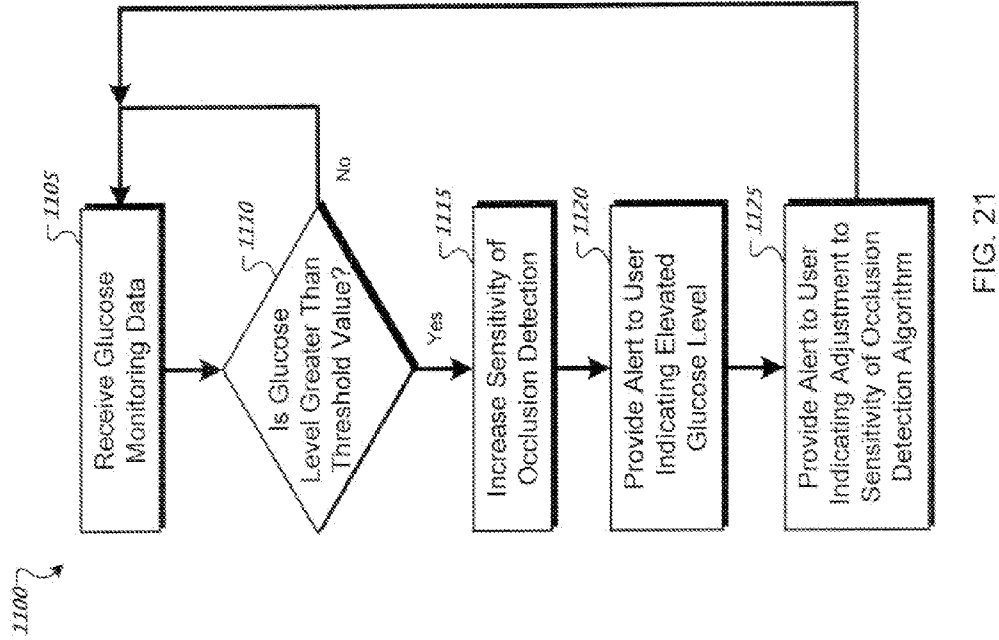 1100
1105
Receive Glucose
Monitoring Data
1110
Is Glucose
Level Greater Than
Threshold Value?
No
Yes
1115
Increase Sensitivity of
Occlusion Detection
1120
Provide Alert to User
Indicating Elevated
Glucose Level
1125
Provide Alert to User
Indicating Adjustment to
Sensitivity of Occlusion
Detection Algorithm
FIG. 21